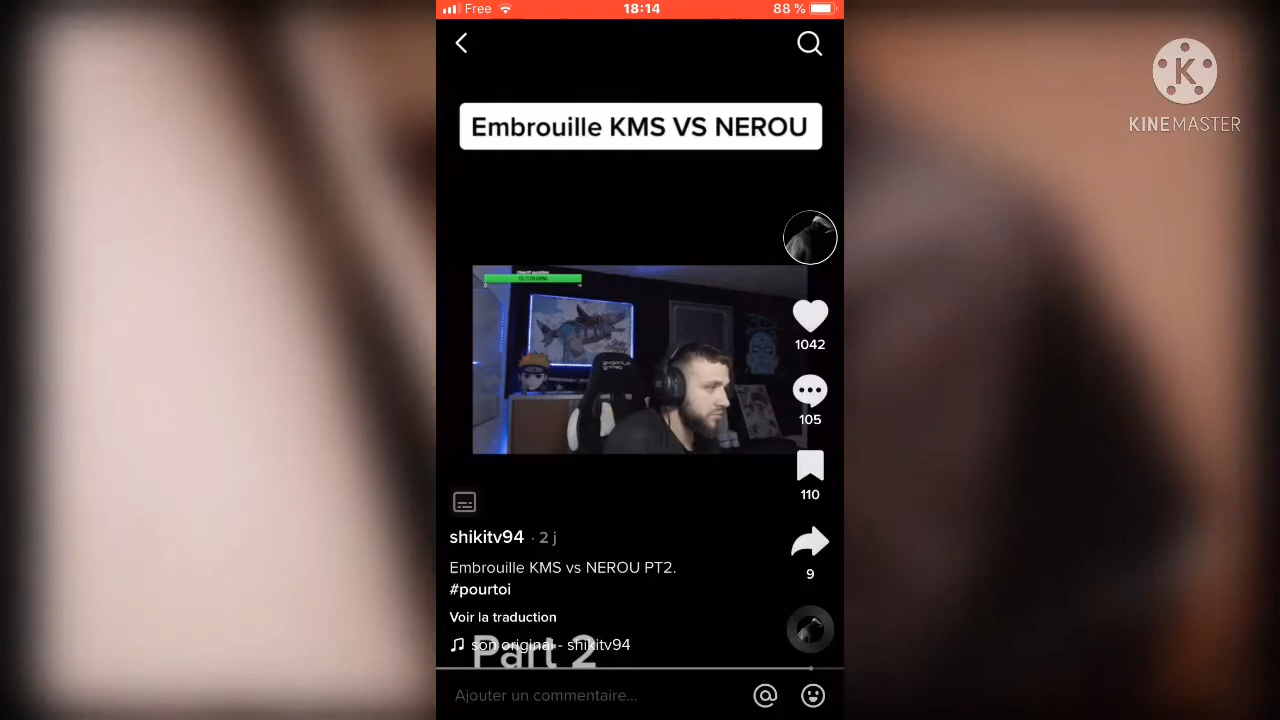 Free 18:14 88 %
K
KINEMASTER
Embrouille KMS VS NEROU
1042
105
110
shikitv94 · 2 j
9
Embrouille KMS vs NEROU PT2.
#pourtoi
Voir la traduction
son original - shikitv94
Part 2
Ajouter un commentaire...